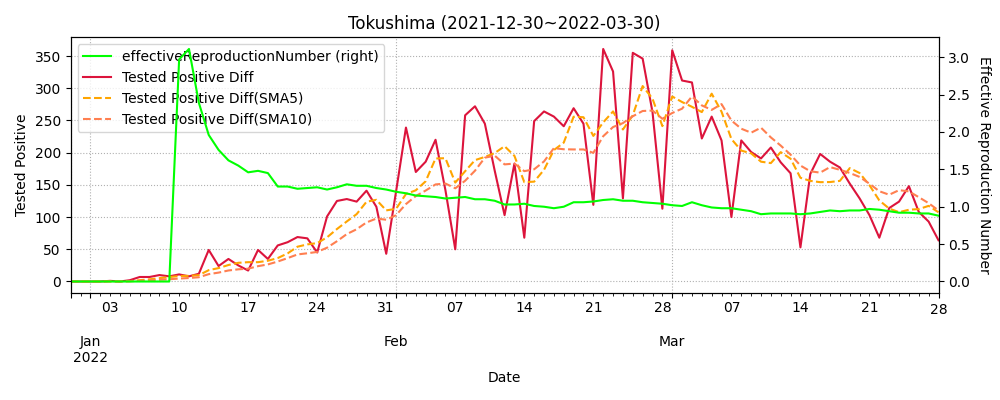 Tokushima (2021-12-30~2022-03-30)
effectiveReproductionNumber (right)
Tested Positive Diff
Tested Positive Diff(SMA5)
Tested Positive Diff(SMA10)
Tested Positive
350
300
250
200
150
100
50
0
3.0
2.5
2.0
1.5
1.0
0.5
0.0
Effective Reproduction Number
03 10 17 24 31 07 14 21 28 07 14 21 28
Jan Feb Mar
2022
Date